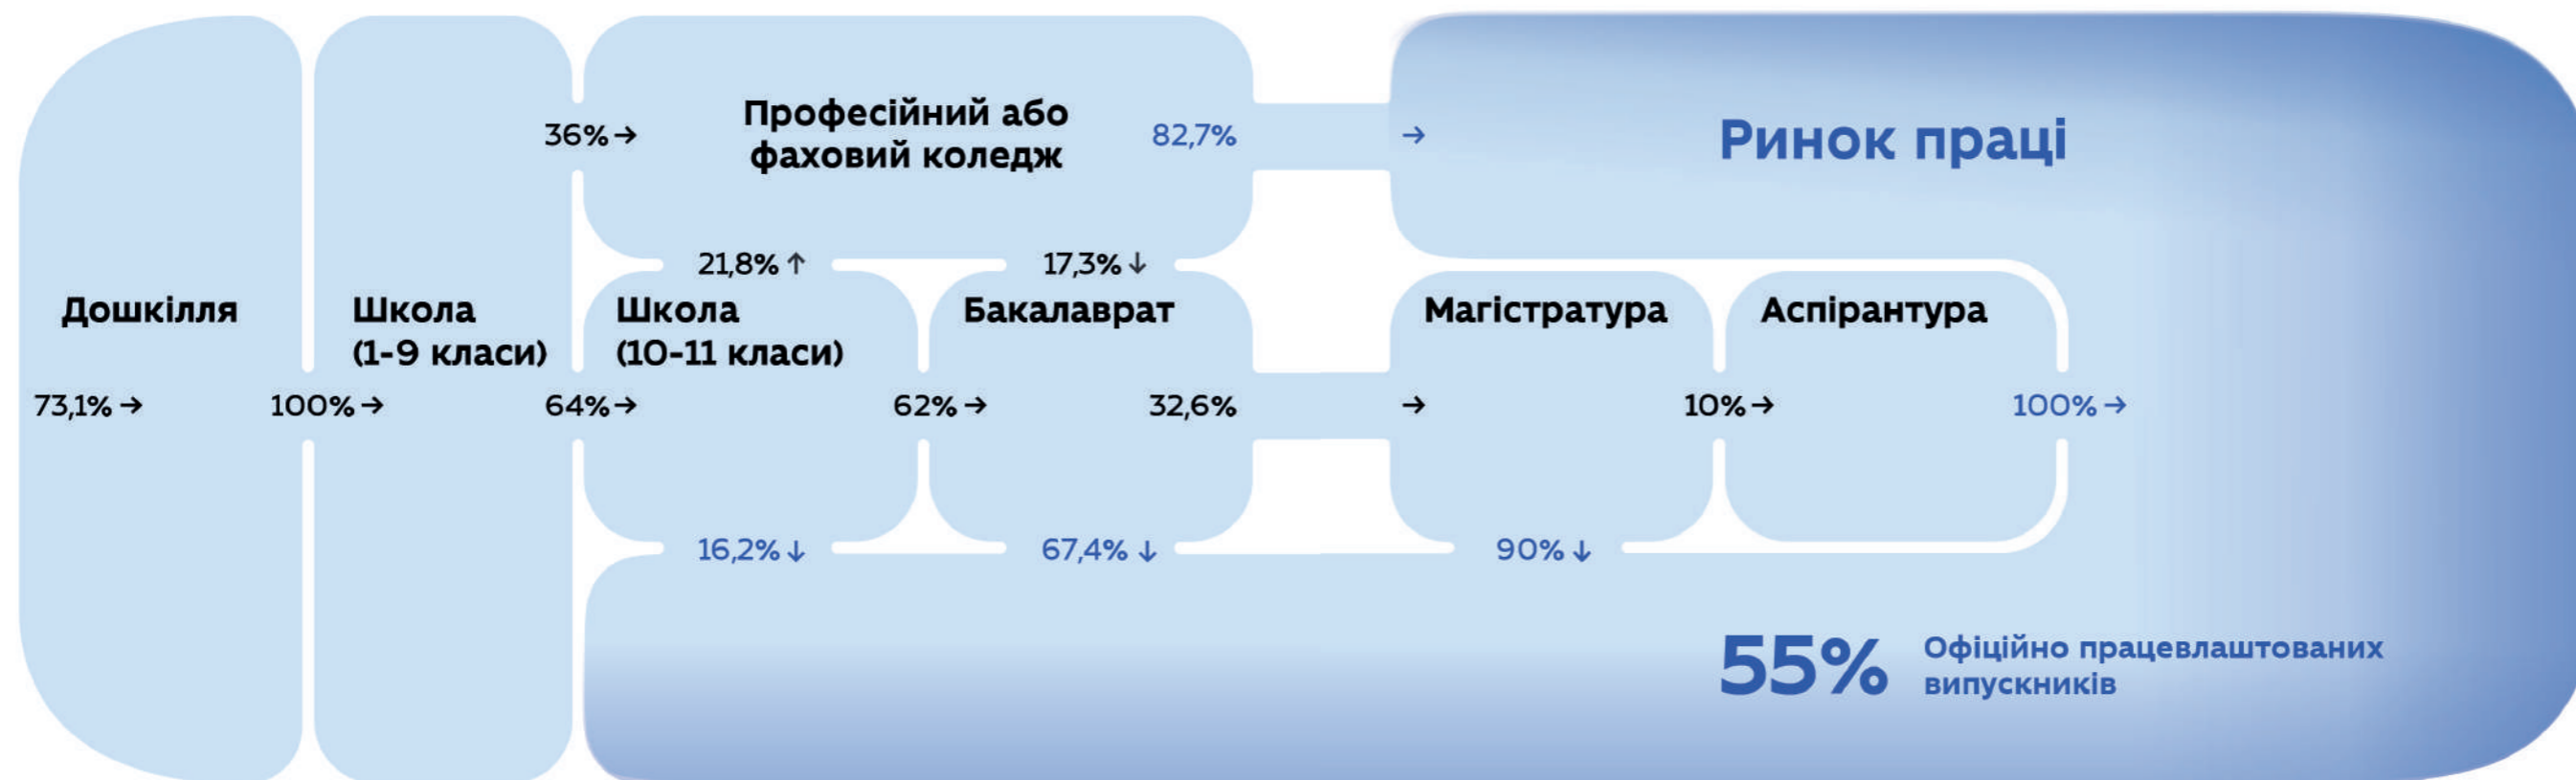 Професійний або
фаховий коледж
36% →
82,7%
→
Ринок праці
21,8% ↑
17,3% ↓
Дошкілля
Школа
(1-9 класи)
Школа
(10-11 класи)
Бакалаврат
Магістратура
Аспірантура
73,1% →
100% →
64% →
62% →
32,6%
→
10% →
100% →
16,2% ↓
67,4% ↓
90% ↓
55%
Офіційно працевлаштованих
випускників